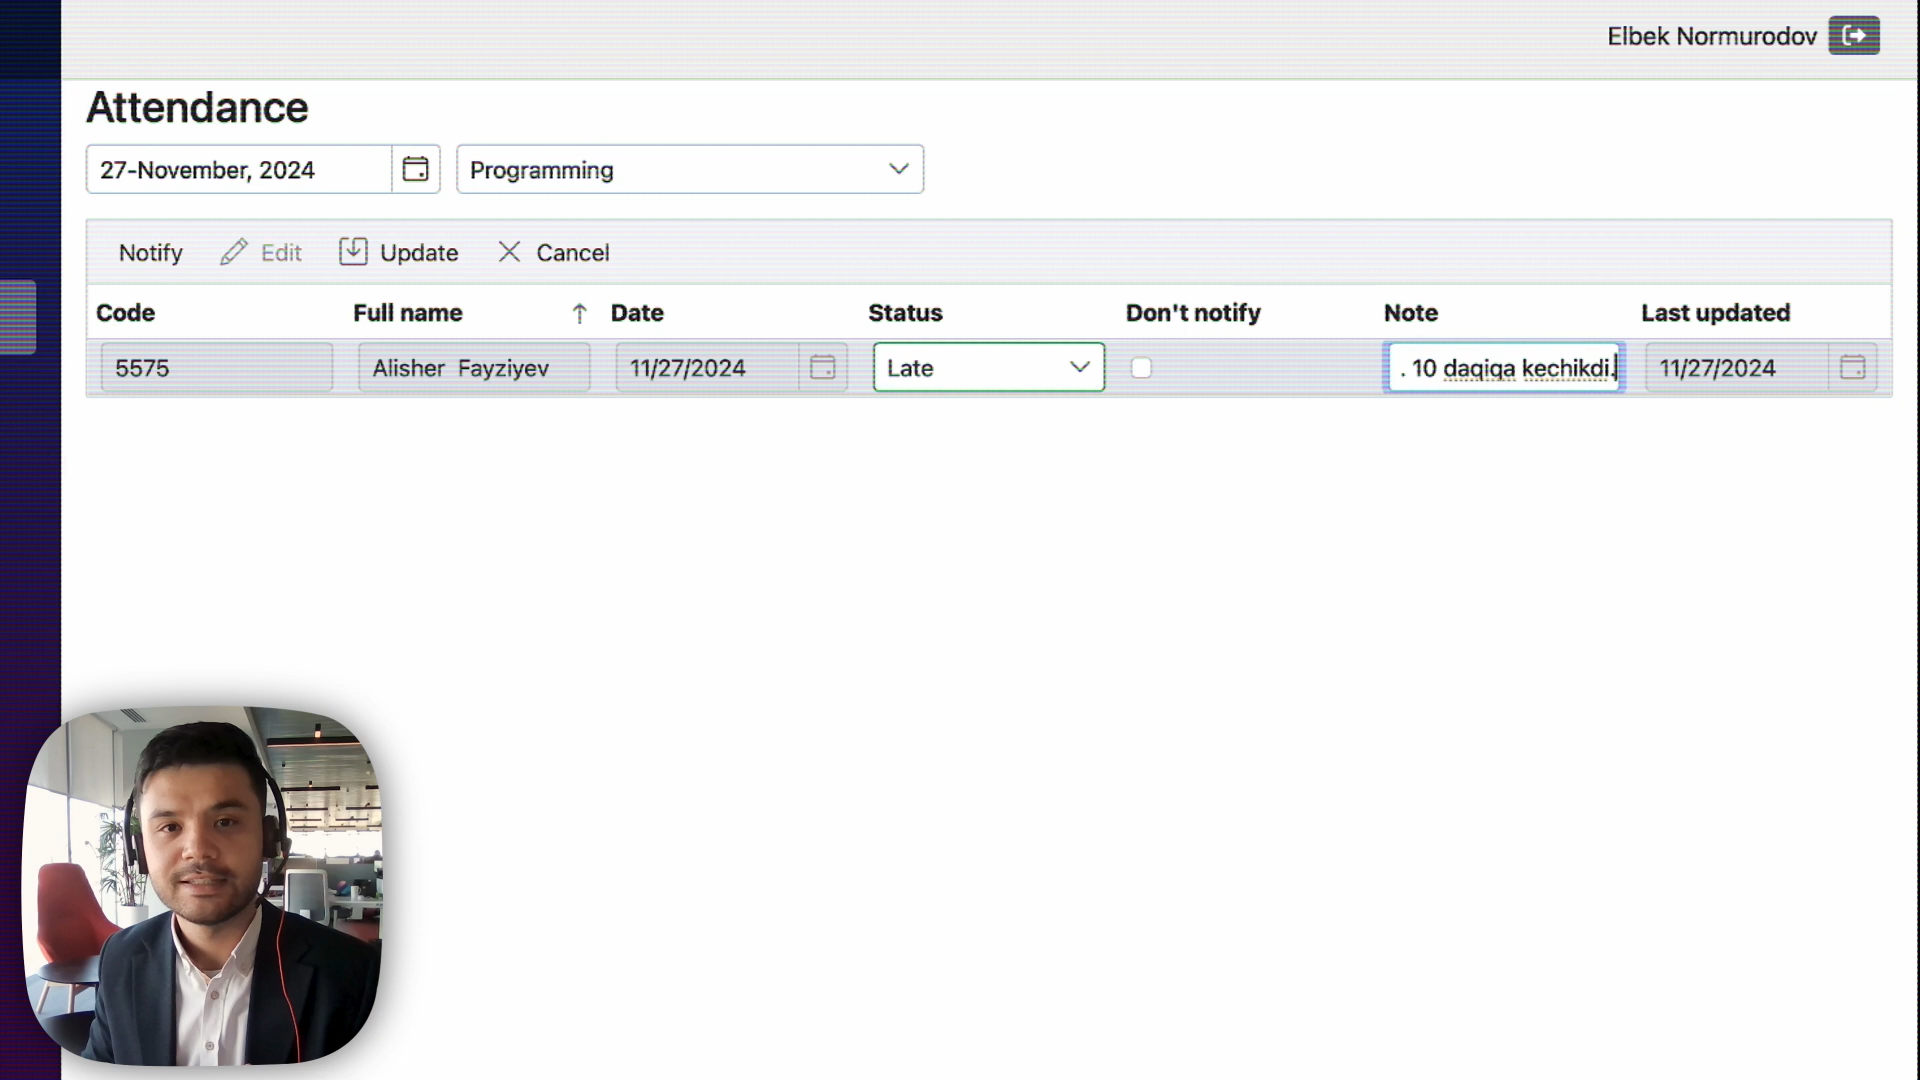 Elbek Normurodov
Attendance
27-November, 2024
Programming
Notify Edit Update Cancel
Code Full name Date Status Don't notify Note Last updated
5575 Alisher Fayziyev 11/27/2024 Late . 10 daqiqa kechikdi. 11/27/2024